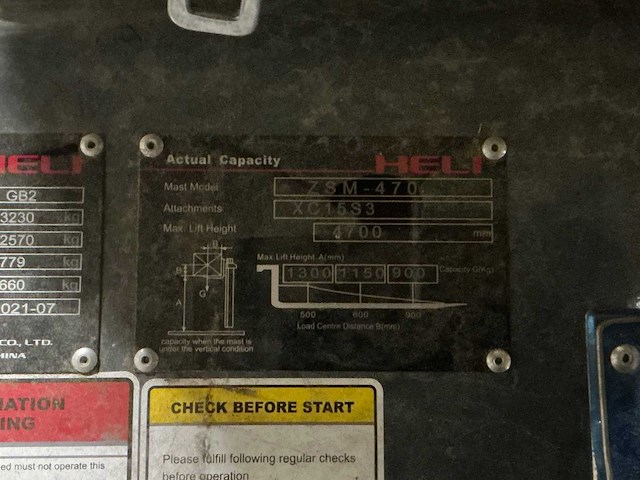 HELI
GB2
3230 kg
2570 kg
779 kg
660 kg
021-07
CO., LTD.
HINA
Actual Capacity
HELI
Mast Model
ZSM-470
Attachments
XC15S3
Max. Lift Height
4700 mm
Max.Lift Height A(mm)
1300 1150 900
Capacity G(Kg)
B
B
G
A
500 600 900
Load Centre Distance B(mm)
capacity when the mast is
under the vertical condition
ATION
NG
ed must not operate this
CHECK BEFORE START
Please fulfill following regular checks
before operation